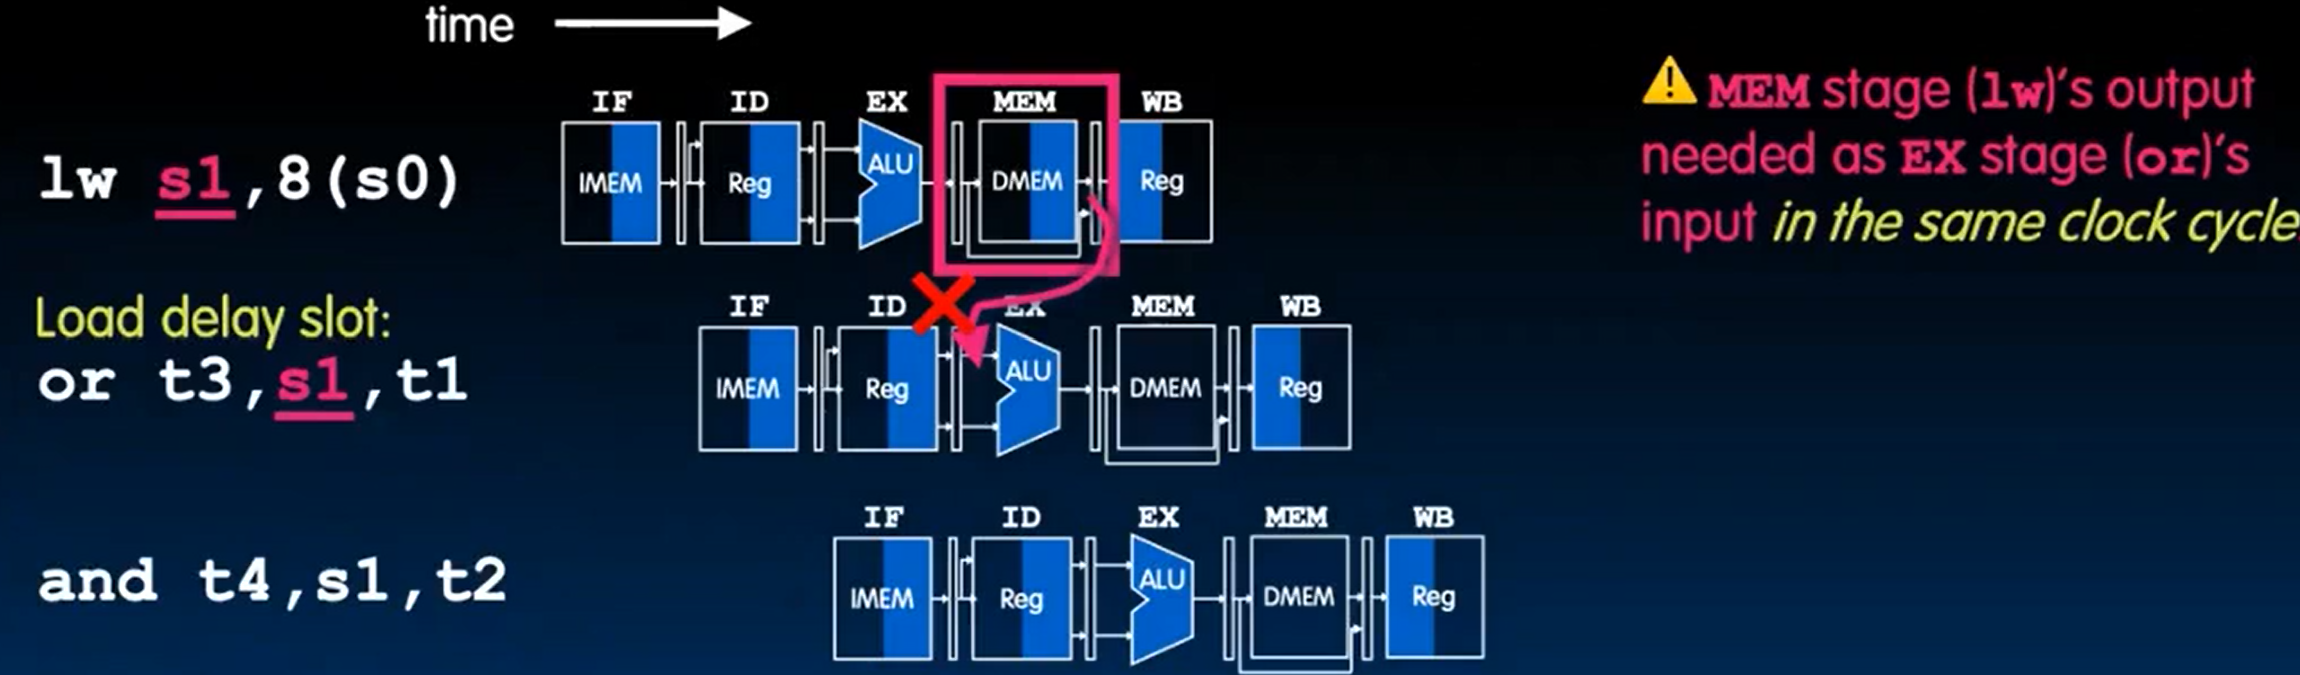 time
IF ID EX MEM WB
IMEM Reg ALU DMEM Reg
lw s1,8(s0)
⚠ MEM stage (lw)'s output
needed as EX stage (or)'s
input in the same clock cycle
Load delay slot:
or t3,s1,t1
IF ID EX MEM WB
IMEM Reg ALU DMEM Reg
and t4,s1,t2
IF ID EX MEM WB
IMEM Reg ALU DMEM Reg